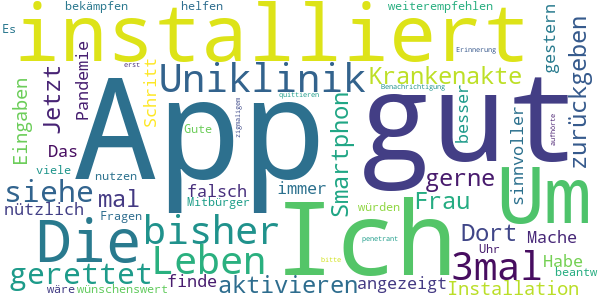 bekämpfen helfen weiterempfehlen
Es installiert gestern
Erinnerung
Pandemie erst Schritt Uniklinik Krankenakte
Jetzt App gut zurückgeben
Eingaben quittieren Benachrichtigung
Das Gute zigmaligem Smartphon besser sinnvoller aufhörte
viele nutzen
siehe mal falsch immer gerne Um
nützlich Fragen Mitbürger Ich Frau
Die bisher würden Dort Uhr Mache
Leben penetrant 3mal Habe
gerettet finde aktivieren bitte angezeigt beantw
wäre wünschenswert Installation